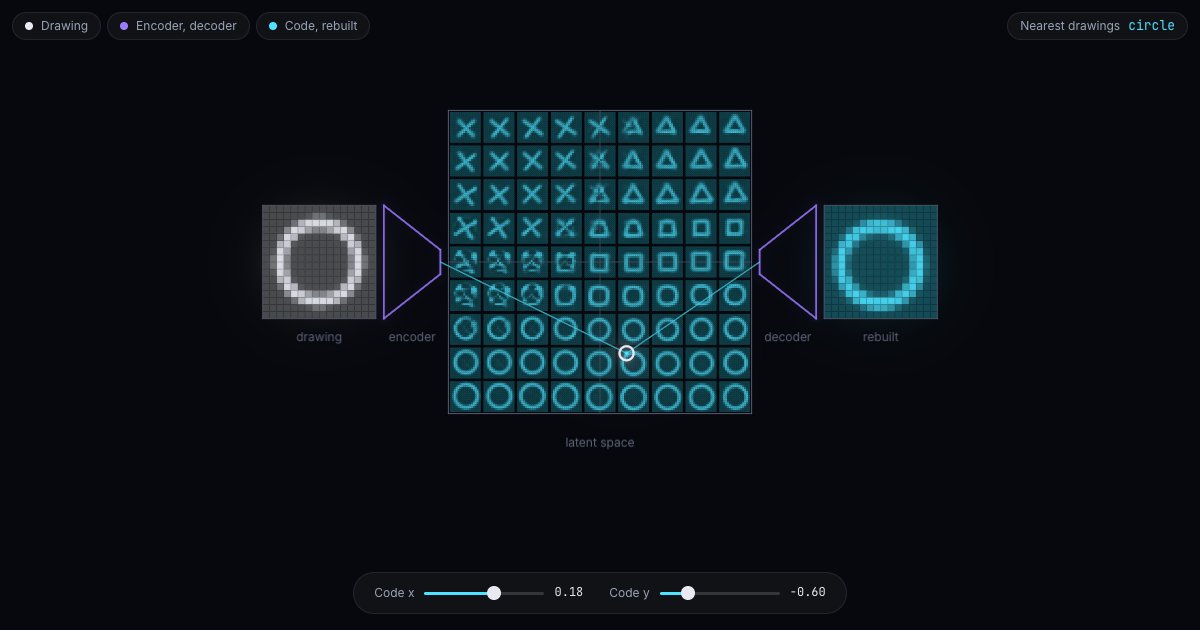 Drawing
Encoder, decoder
Code, rebuilt
Nearest drawings circle
drawing
encoder
decoder
rebuilt
latent space
Code x 0.18 Code y -0.60